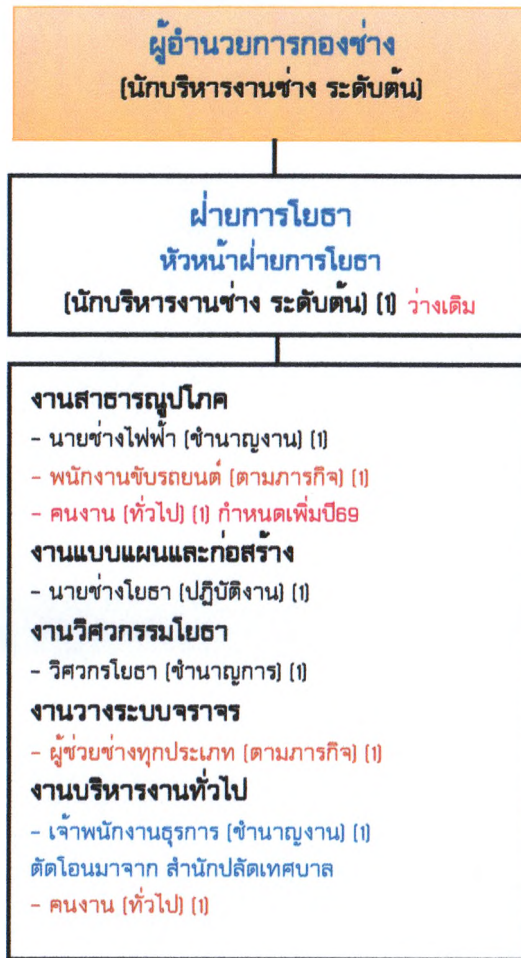 ผู้อำนวยการกองช่าง
(นักบริหารงานช่าง ระดับต้น)
ฝ่ายการโยธา
หัวหน้าฝ่ายการโยธา
(นักบริหารงานช่าง ระดับต้น) (1) ว่างเดิม
งานสาธารณูปโภค
- นายช่างไฟฟ้า (ชำนาญงาน) (1)
- พนักงานขับรถยนต์ (ตามภารกิจ) (1)
- คนงาน (ทั่วไป) (1) กำหนดเพิ่มปี69
งานแบบแผนและก่อสร้าง
- นายช่างโยธา (ปฏิบัติงาน) (1)
งานวิศวกรรมโยธา
- วิศวกรโยธา (ชำนาญการ) (1)
งานวางระบบจราจร
- ผู้ช่วยช่างทุกประเภท (ตามภารกิจ) (1)
งานบริหารงานทั่วไป
- เจ้าพนักงานธุรการ (ชำนาญงาน) (1)
ตัดโอนมาจาก สำนักปลัดเทศบาล
- คนงาน (ทั่วไป) (1)